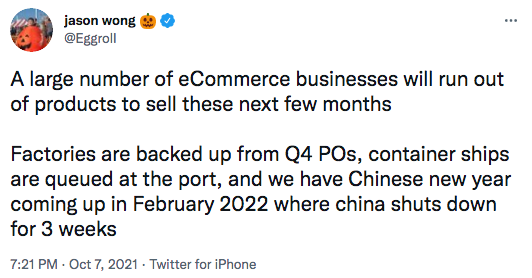 jason wong 🎃
@Eggroll
A large number of eCommerce businesses will run out
of products to sell these next few months
Factories are backed up from Q4 POs, container ships
are queued at the port, and we have Chinese new year
coming up in February 2022 where china shuts down
for 3 weeks
7:21 PM · Oct 7, 2021 · Twitter for iPhone